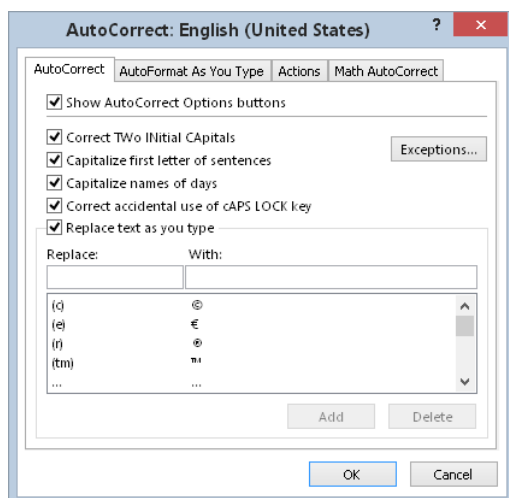 AutoCorrect: English (United States) ?
AutoCorrect AutoFormat As You Type Actions Math AutoCorrect
Show AutoCorrect Options buttons
Correct TWo INitial CApitals
Exceptions...
Capitalize first letter of sentences
Capitalize names of days
Correct accidental use of cAPS LOCK key
Replace text as you type
Replace: With:
(c) ©
(e) €
(r) ®
(tm) ™
... ...
Add Delete
OK Cancel